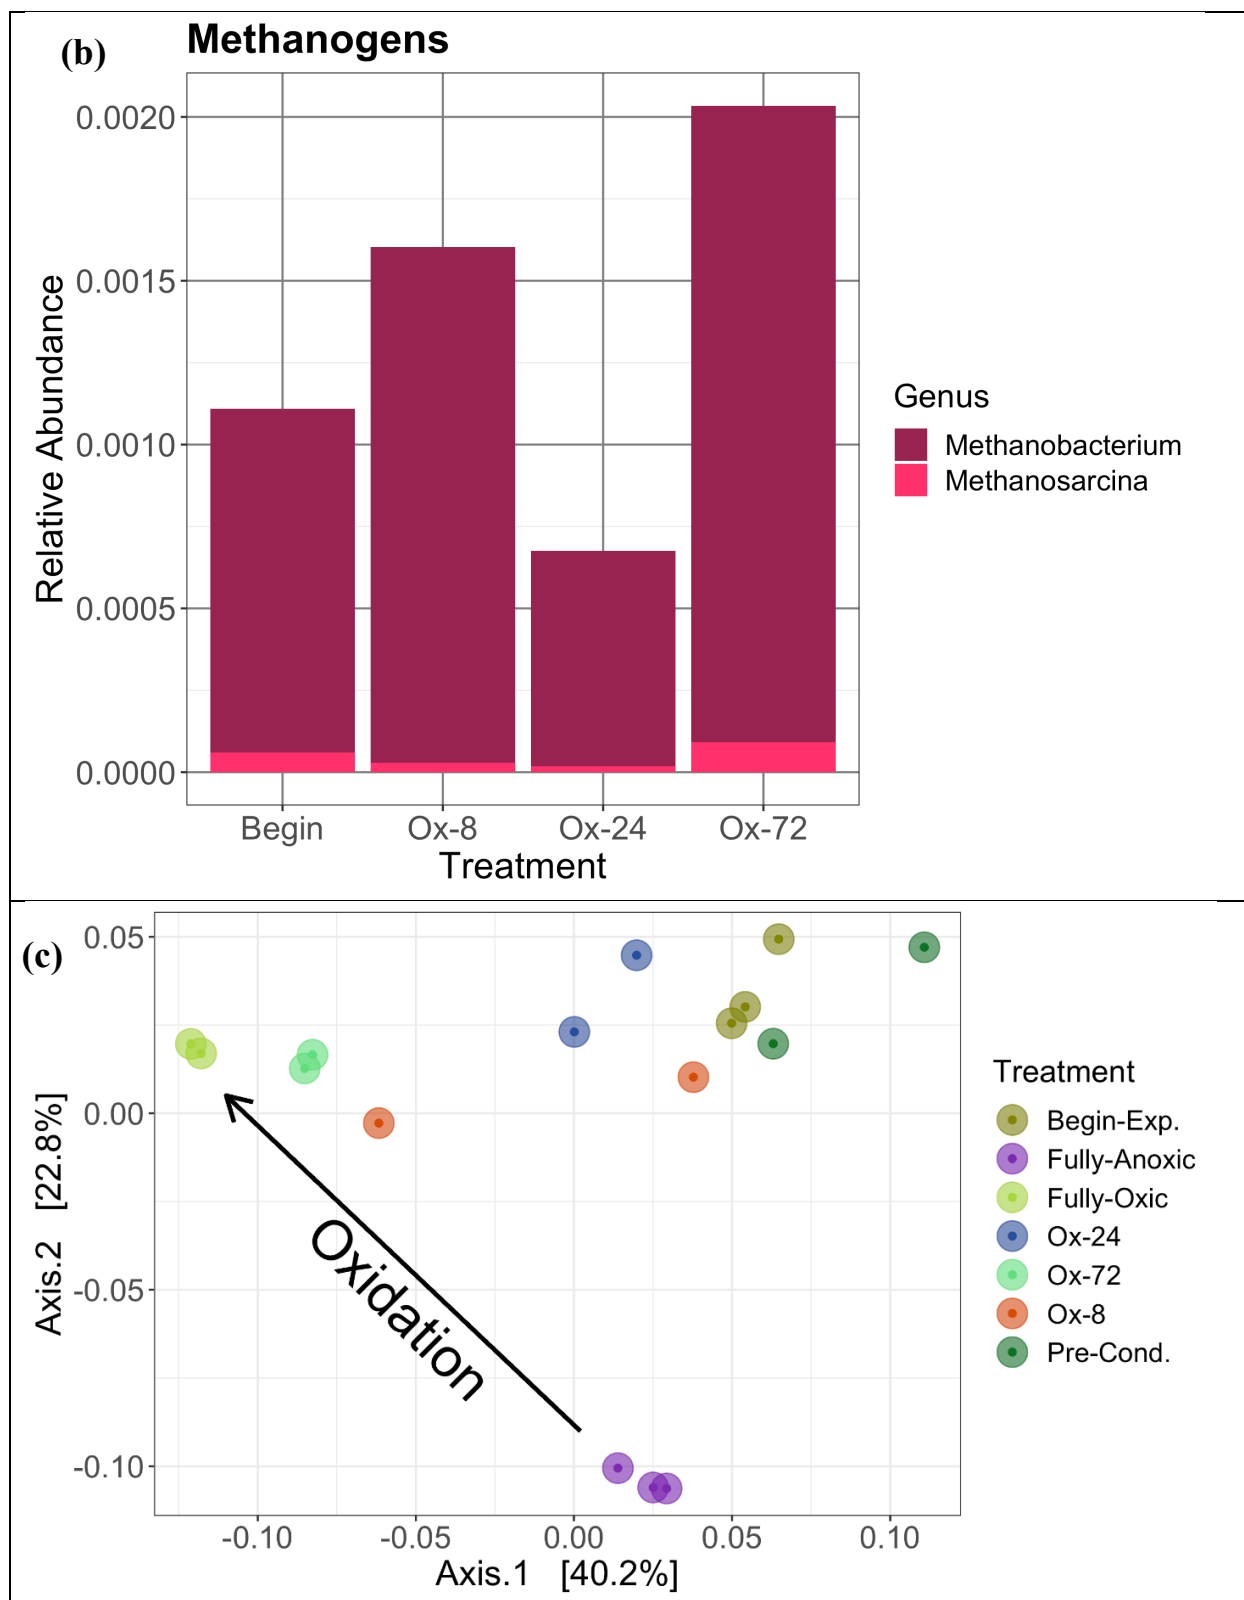 (b)
Methanogens
0.0020
0.0015
0.0010
0.0005
0.0000
Relative Abundance
Begin Ox-8 Ox-24 Ox-72
Treatment
Genus
Methanobacterium
Methanosarcina
(c)
0.05
0.00
-0.05
-0.10
Axis.2 [22.8%]
Oxidation
-0.10 -0.05 0.00 0.05 0.10
Axis.1 [40.2%]
Treatment
Begin-Exp.
Fully-Anoxic
Fully-Oxic
Ox-24
Ox-72
Ox-8
Pre-Cond.